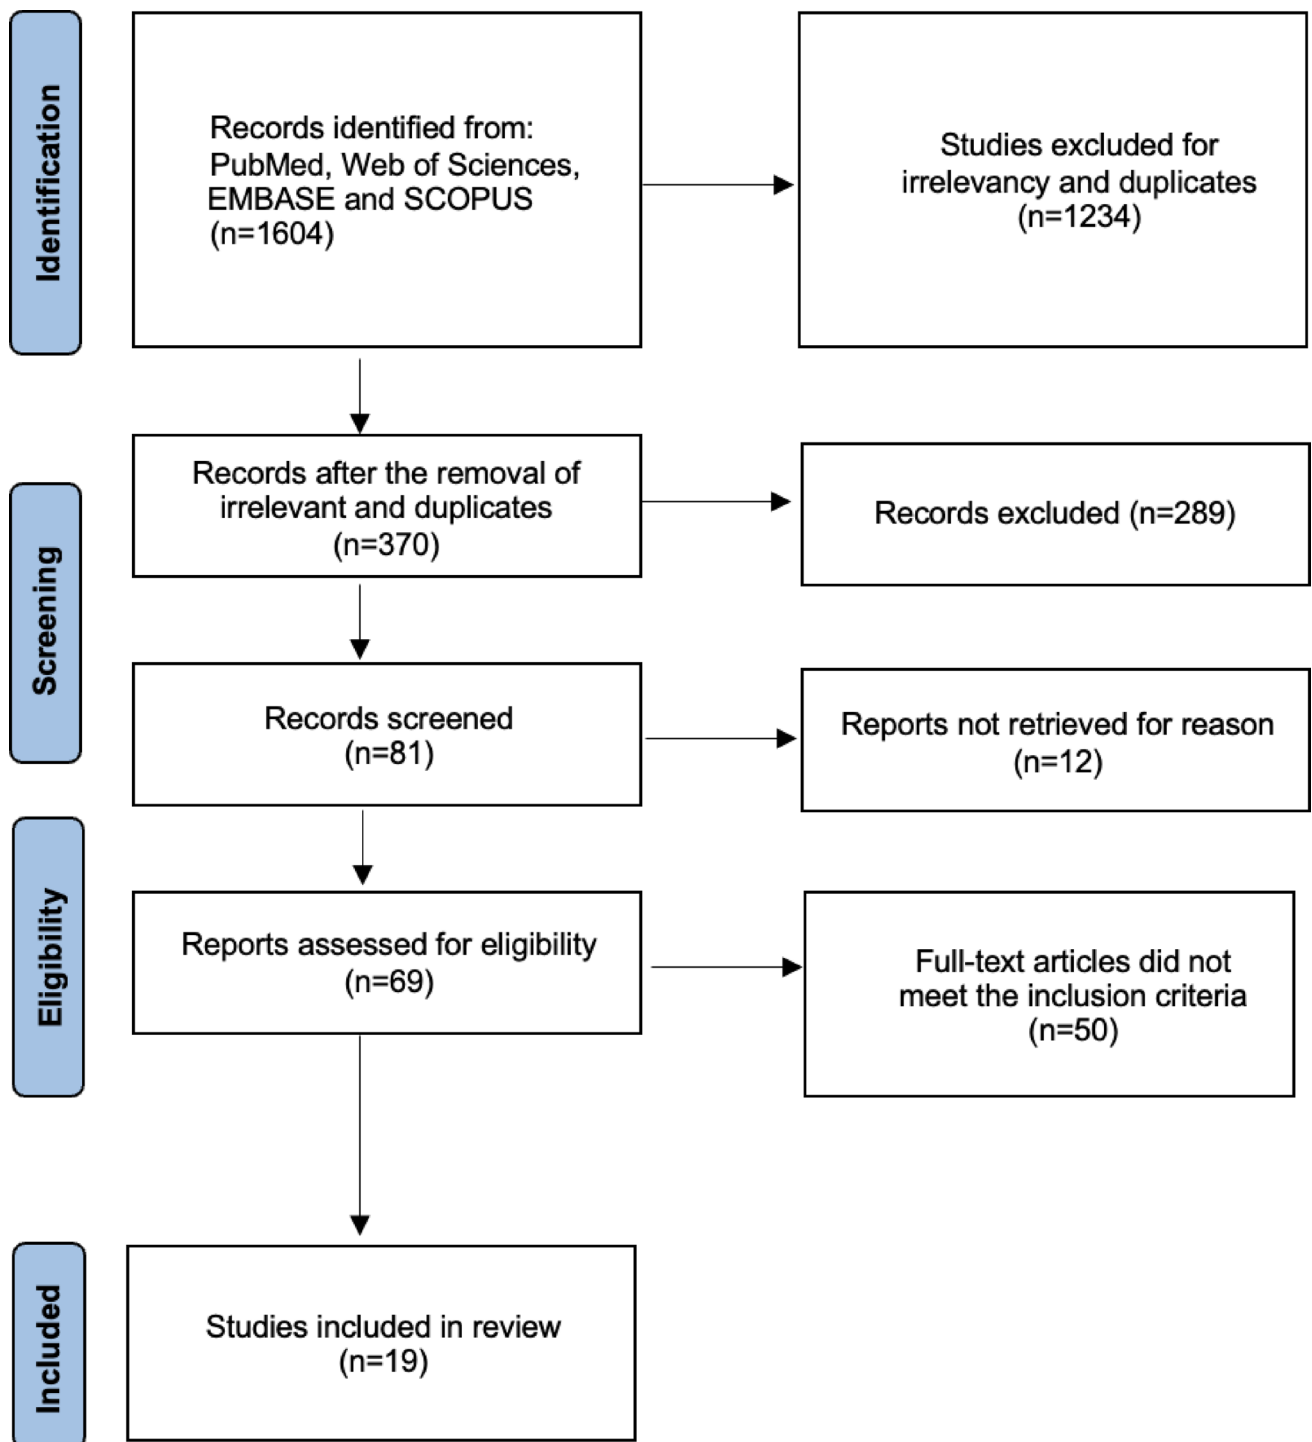 Identification
Records identified from:
PubMed, Web of Sciences,
EMBASE and SCOPUS
(n=1604)
Studies excluded for
irrelevancy and duplicates
(n=1234)
Screening
Records after the removal of
irrelevant and duplicates
(n=370)
Records excluded (n=289)
Records screened
(n=81)
Reports not retrieved for reason
(n=12)
Eligibility
Reports assessed for eligibility
(n=69)
Full-text articles did not
meet the inclusion criteria
(n=50)
Included
Studies included in review
(n=19)